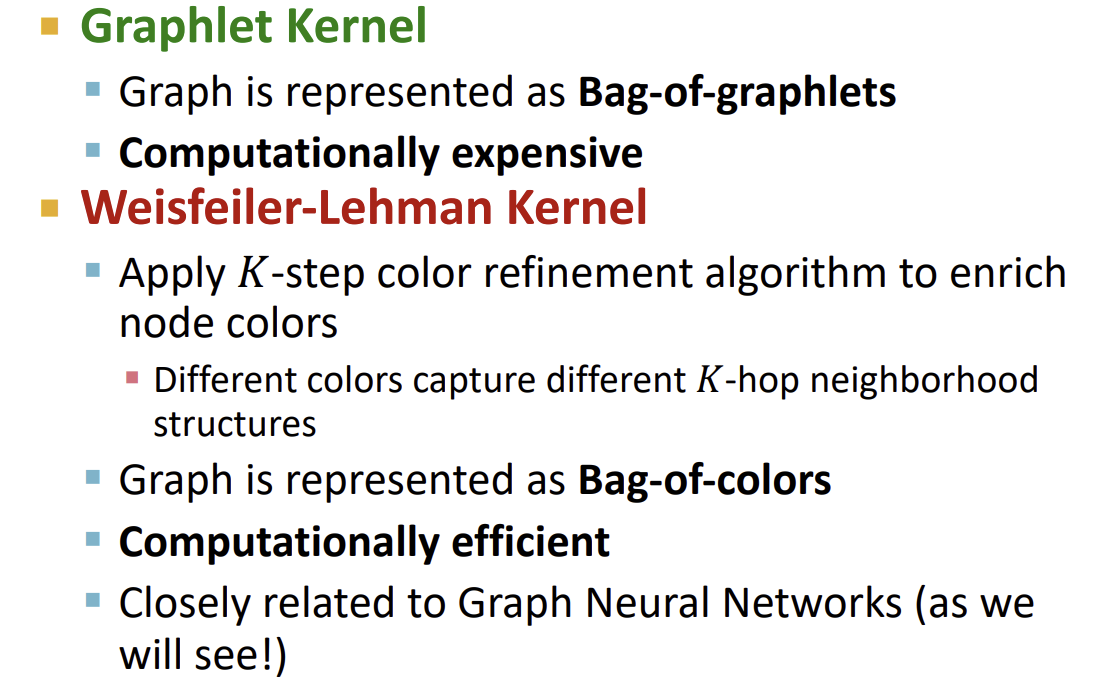 Graphlet Kernel
Graph is represented as Bag-of-graphlets
Computationally expensive
Weisfeiler-Lehman Kernel
Apply K-step color refinement algorithm to enrich
node colors
Different colors capture different K-hop neighborhood
structures
Graph is represented as Bag-of-colors
Computationally efficient
Closely related to Graph Neural Networks (as we
will see!)